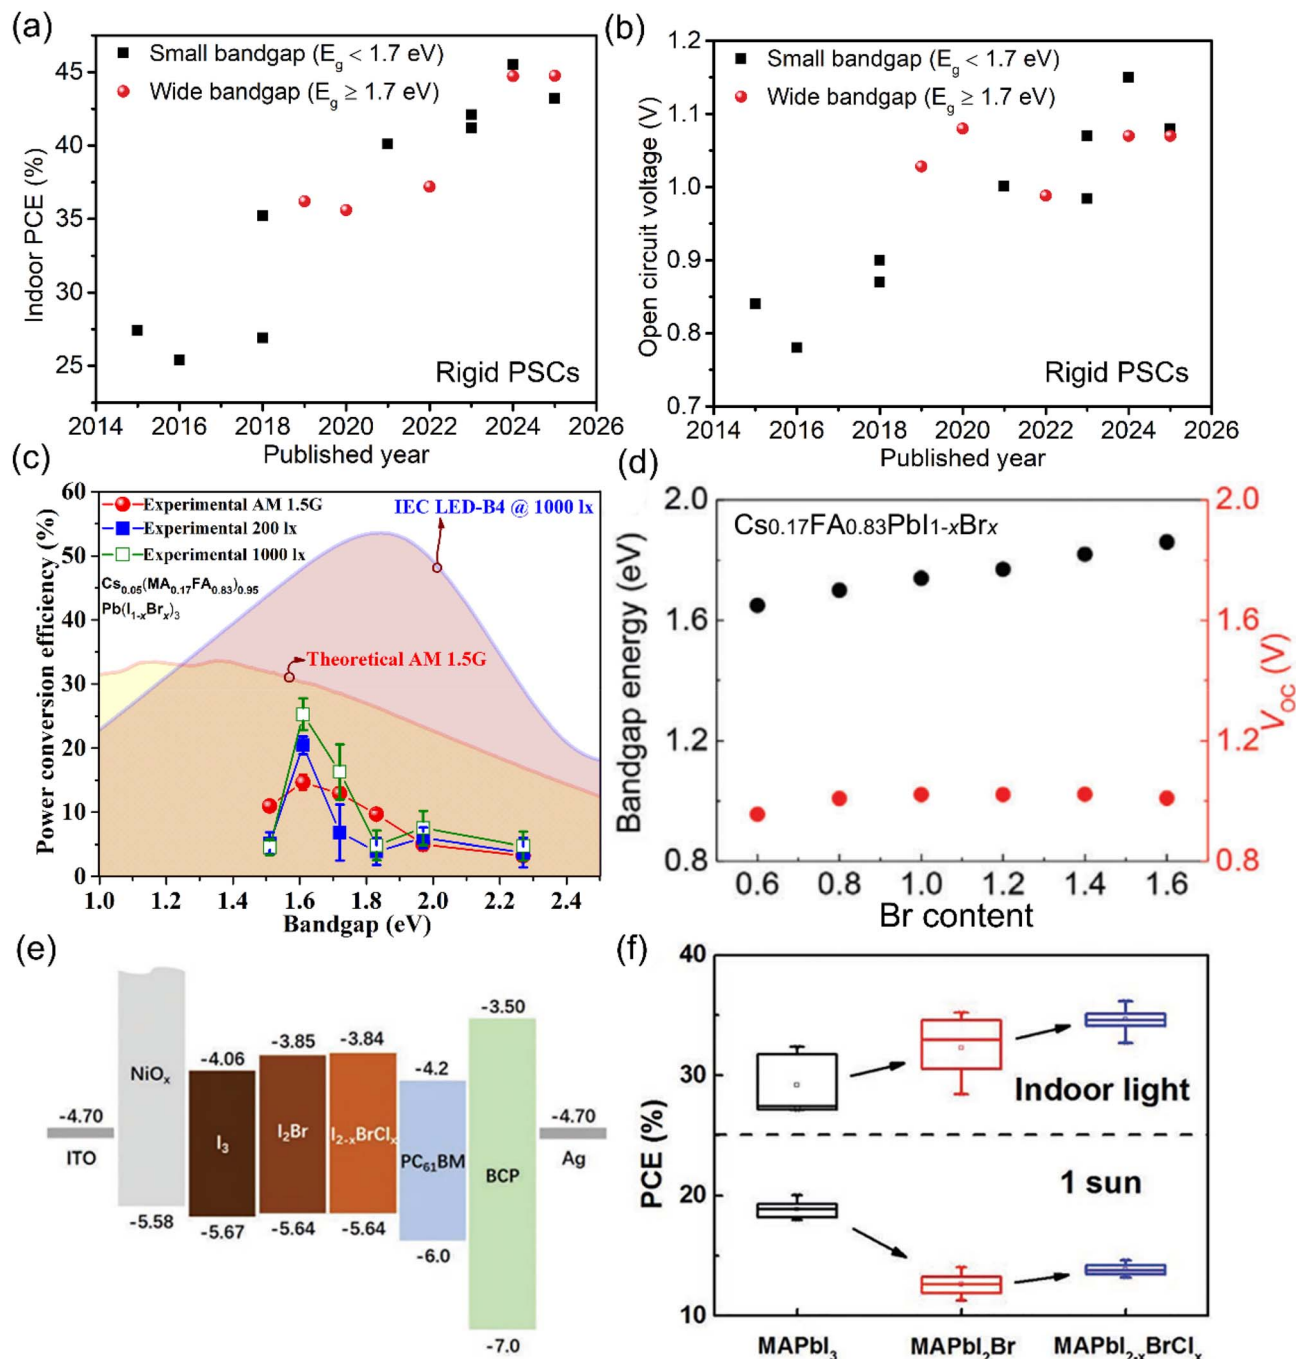 (a)
Small bandgap (Eg < 1.7 eV)
Wide bandgap (Eg ≥ 1.7 eV)
Indoor PCE (%)
45
40
35
30
25
Rigid PSCs
2014 2016 2018 2020 2022 2024 2026
Published year
(b)
Small bandgap (Eg < 1.7 eV)
Wide bandgap (Eg ≥ 1.7 eV)
Open circuit voltage (V)
1.2
1.1
1.0
0.9
0.8
0.7
Rigid PSCs
2014 2016 2018 2020 2022 2024 2026
Published year
(c)
Experimental AM 1.5G
Experimental 200 lx
Experimental 1000 lx
Cs0.05(MA0.17FA0.83)0.95
Pb(I1-xBrx)3
IEC LED-B4 @ 1000 lx
Theoretical AM 1.5G
Power conversion efficiency (%)
60
50
40
30
20
10
0
1.0 1.2 1.4 1.6 1.8 2.0 2.2 2.4
Bandgap (eV)
(d)
Cs0.17FA0.83PbI1-xBrx
Bandgap energy (eV)
2.0
1.6
1.2
0.8
VOC (V)
2.0
1.6
1.2
0.8
0.6 0.8 1.0 1.2 1.4 1.6
Br content
(e)
-4.70
ITO
NiOx
-5.58
-4.06
I3
-5.67
-3.85
I2Br
-5.64
-3.84
I2-xBrClx
-5.64
-4.2
PC61BM
-6.0
-3.50
BCP
-7.0
-4.70
Ag
(f)
PCE (%)
40
30
20
10
Indoor light
1 sun
MAPbI3 MAPbI2Br MAPbI2-xBrClx